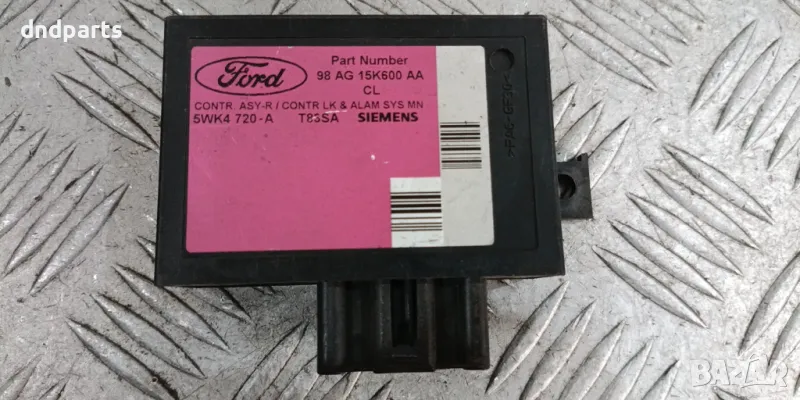 dndparts
Ford
Part Number
98 AG 15K600 AA
CL
CONTR. ASY-R / CONTR LK & ALAM SYS MN
5WK4 720-A T83SA SIEMENS
BAZAR